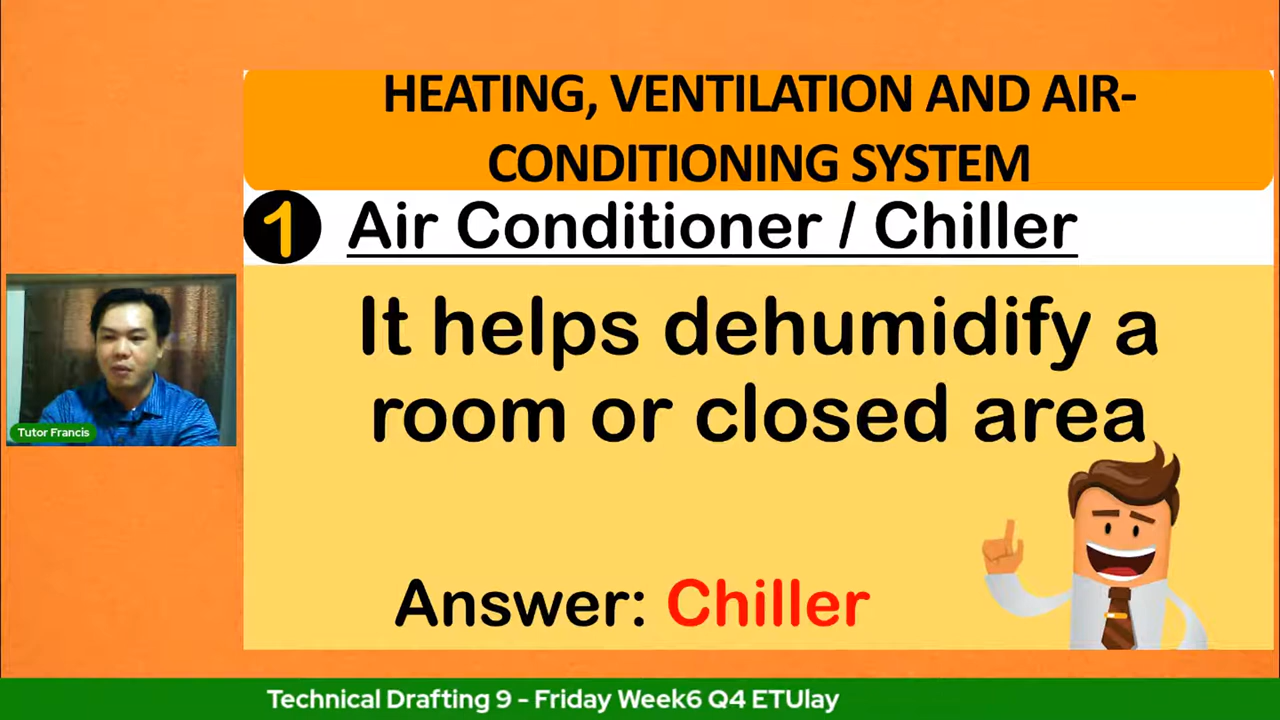 HEATING, VENTILATION AND AIR-
CONDITIONING SYSTEM
1 Air Conditioner / Chiller
It helps dehumidify a
room or closed area
Answer: Chiller
Tutor Francis
Technical Drafting 9 - Friday Week6 Q4 ETUlay